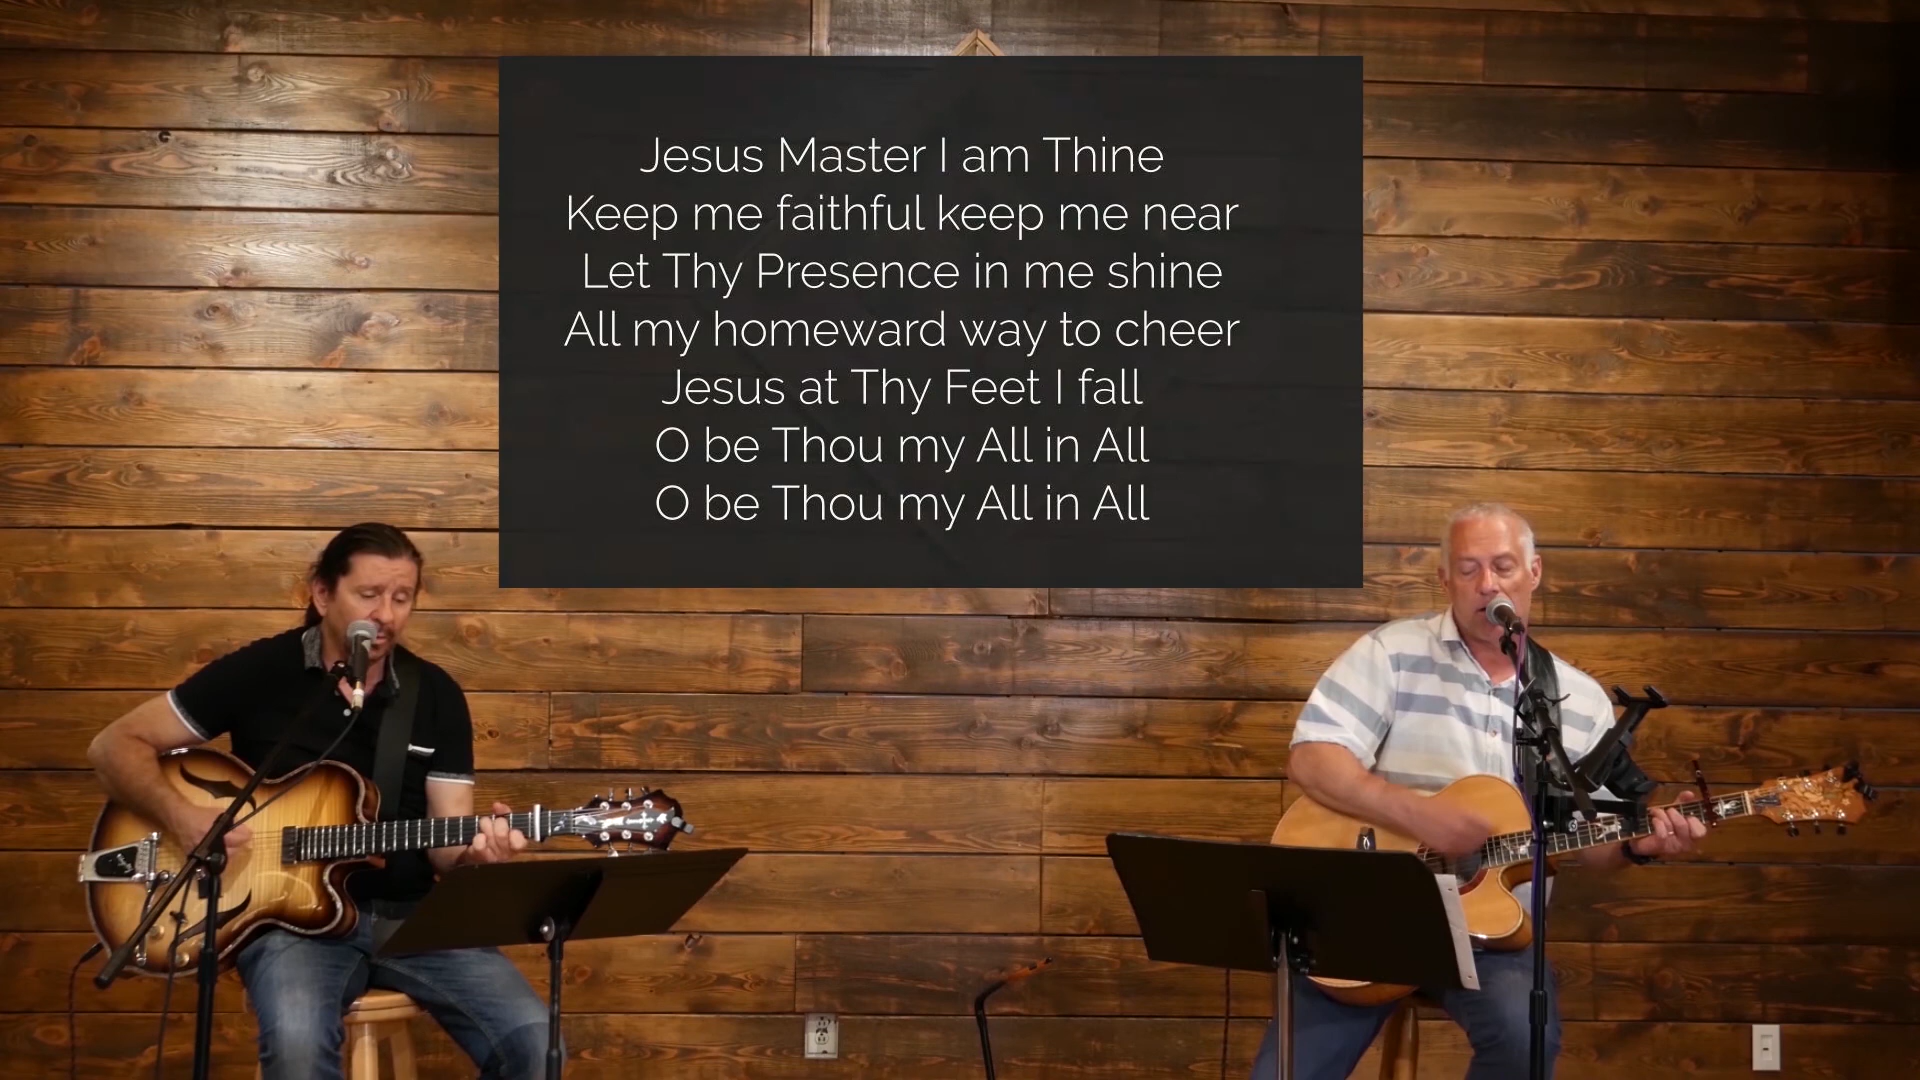 Jesus Master I am Thine
Keep me faithful keep me near
Let Thy Presence in me shine
All my homeward way to cheer
Jesus at Thy Feet I fall
O be Thou my All in All
O be Thou my All in All